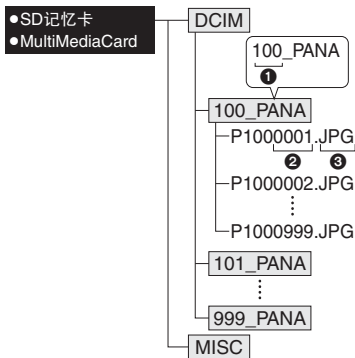 ●SD记忆卡
●MultiMediaCard
DCIM
100_PANA
❶
100_PANA
P1000001.JPG
❷ ❸
P1000002.JPG
P1000999.JPG
101_PANA
999_PANA
MISC